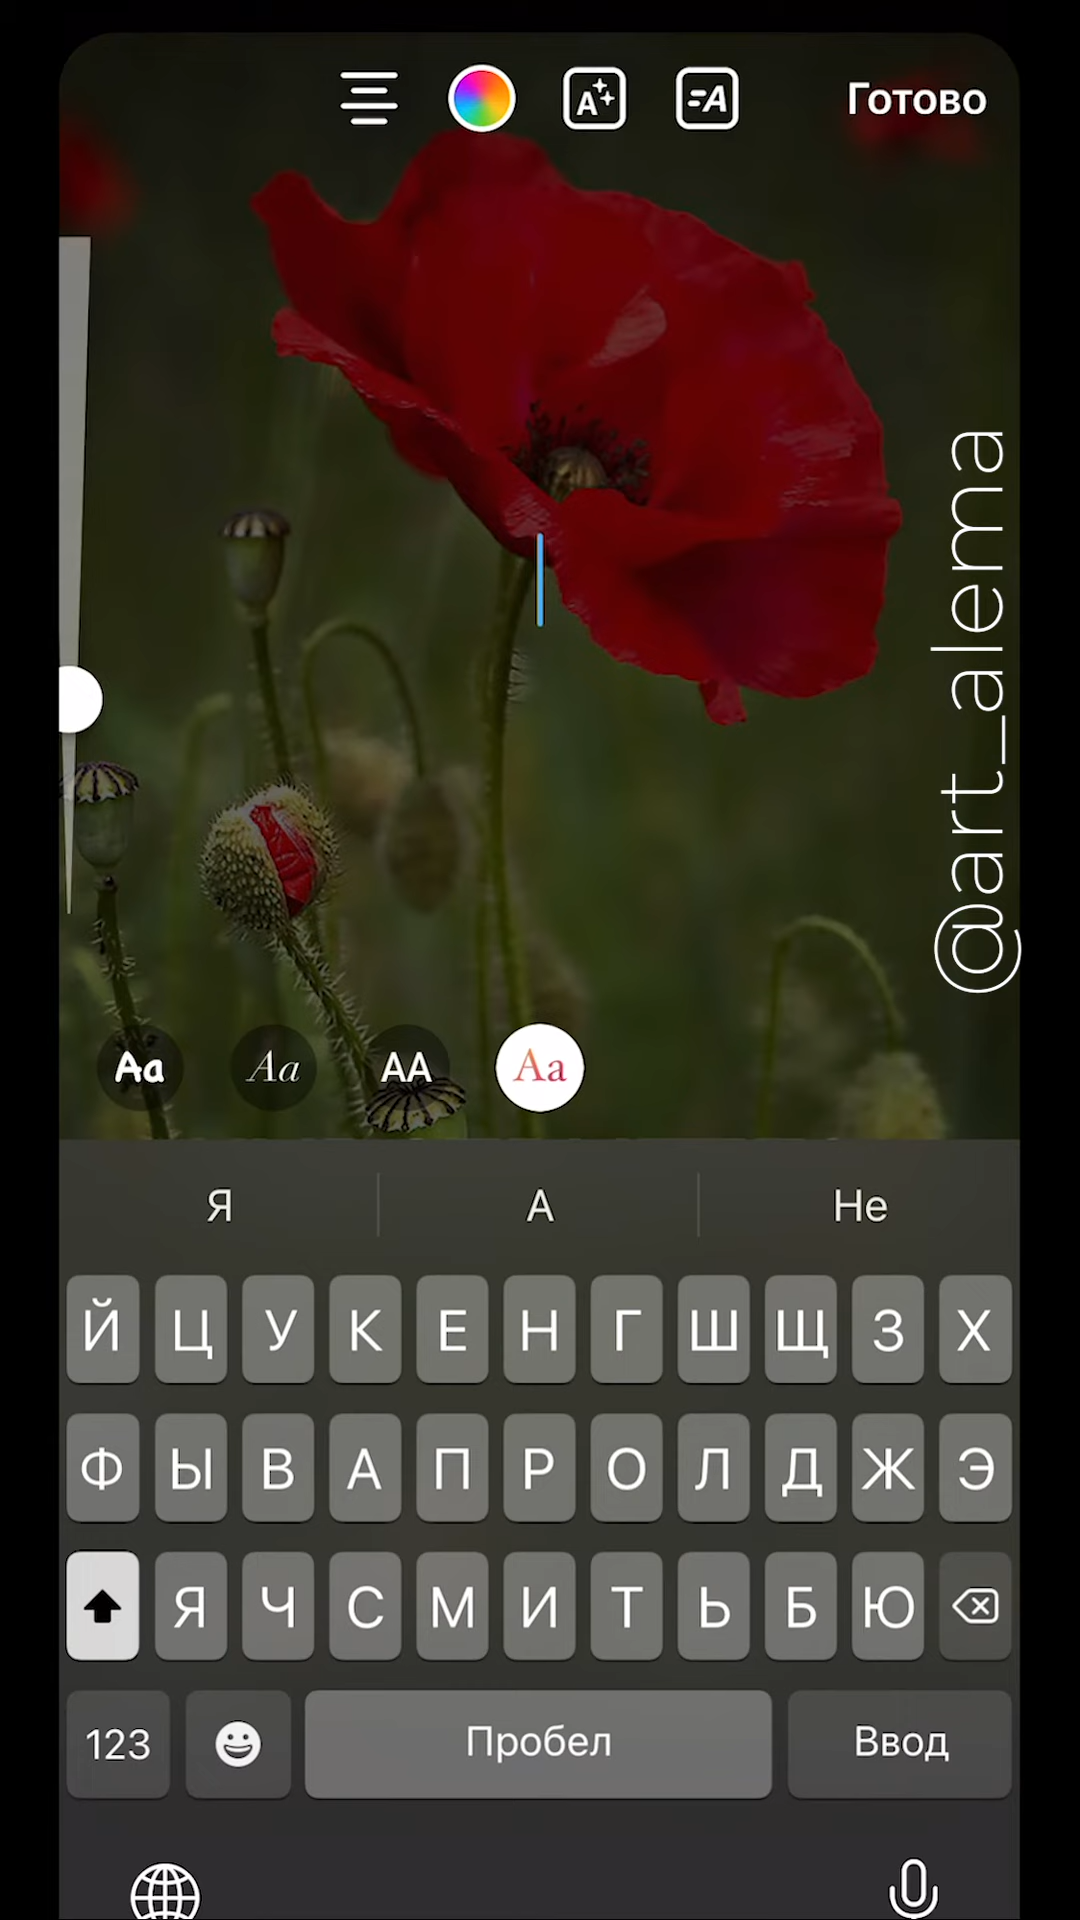 Готово
@art_alema
Aa Aa AA Aa
Я А Не
Й Ц У К Е Н Г Ш Щ З Х
Ф Ы В А П Р О Л Д Ж Э
Я Ч С М И Т Ь Б Ю
123 Пробел Ввод